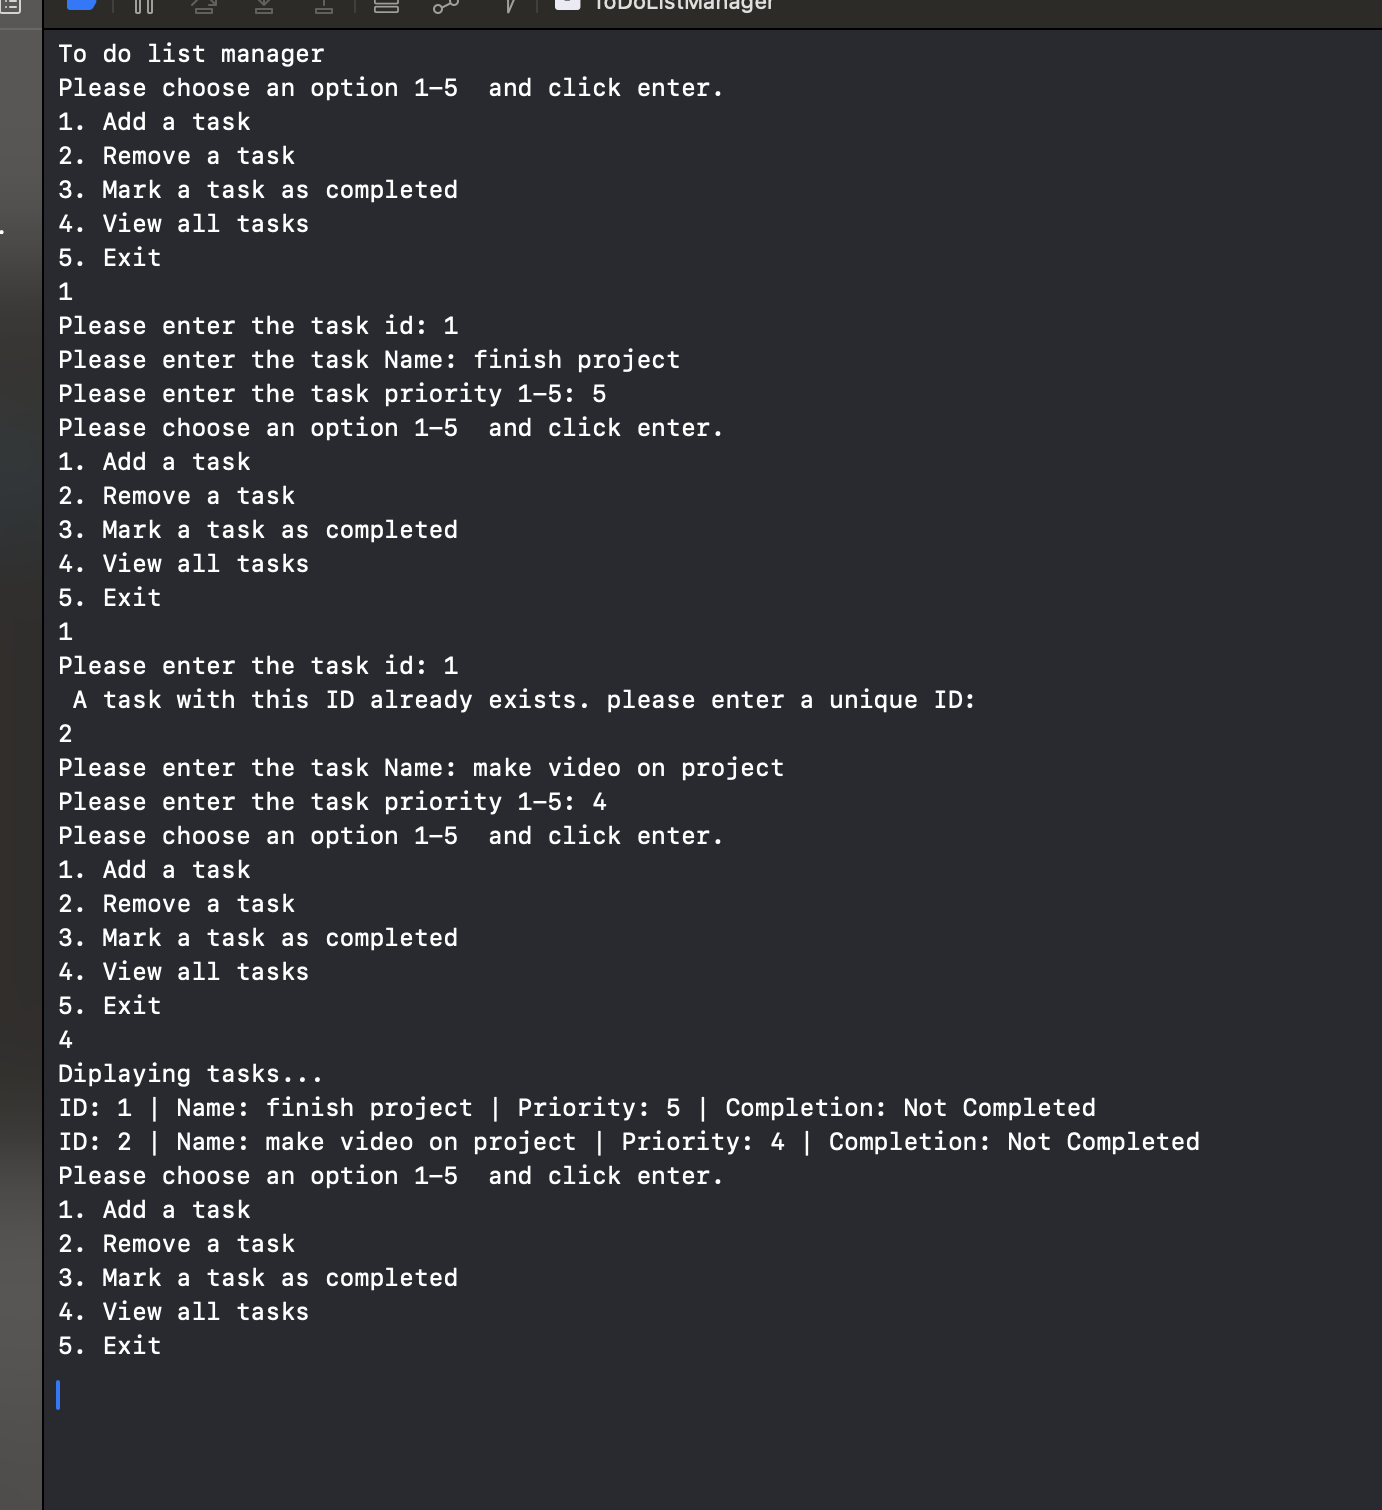 ToDoListManager
To do list manager
Please choose an option 1-5  and click enter.
1. Add a task
2. Remove a task
3. Mark a task as completed
4. View all tasks
5. Exit
1
Please enter the task id: 1
Please enter the task Name: finish project
Please enter the task priority 1-5: 5
Please choose an option 1-5  and click enter.
1. Add a task
2. Remove a task
3. Mark a task as completed
4. View all tasks
5. Exit
1
Please enter the task id: 1
 A task with this ID already exists. please enter a unique ID:
2
Please enter the task Name: make video on project
Please enter the task priority 1-5: 4
Please choose an option 1-5  and click enter.
1. Add a task
2. Remove a task
3. Mark a task as completed
4. View all tasks
5. Exit
4
Diplaying tasks...
ID: 1 | Name: finish project | Priority: 5 | Completion: Not Completed
ID: 2 | Name: make video on project | Priority: 4 | Completion: Not Completed
Please choose an option 1-5  and click enter.
1. Add a task
2. Remove a task
3. Mark a task as completed
4. View all tasks
5. Exit